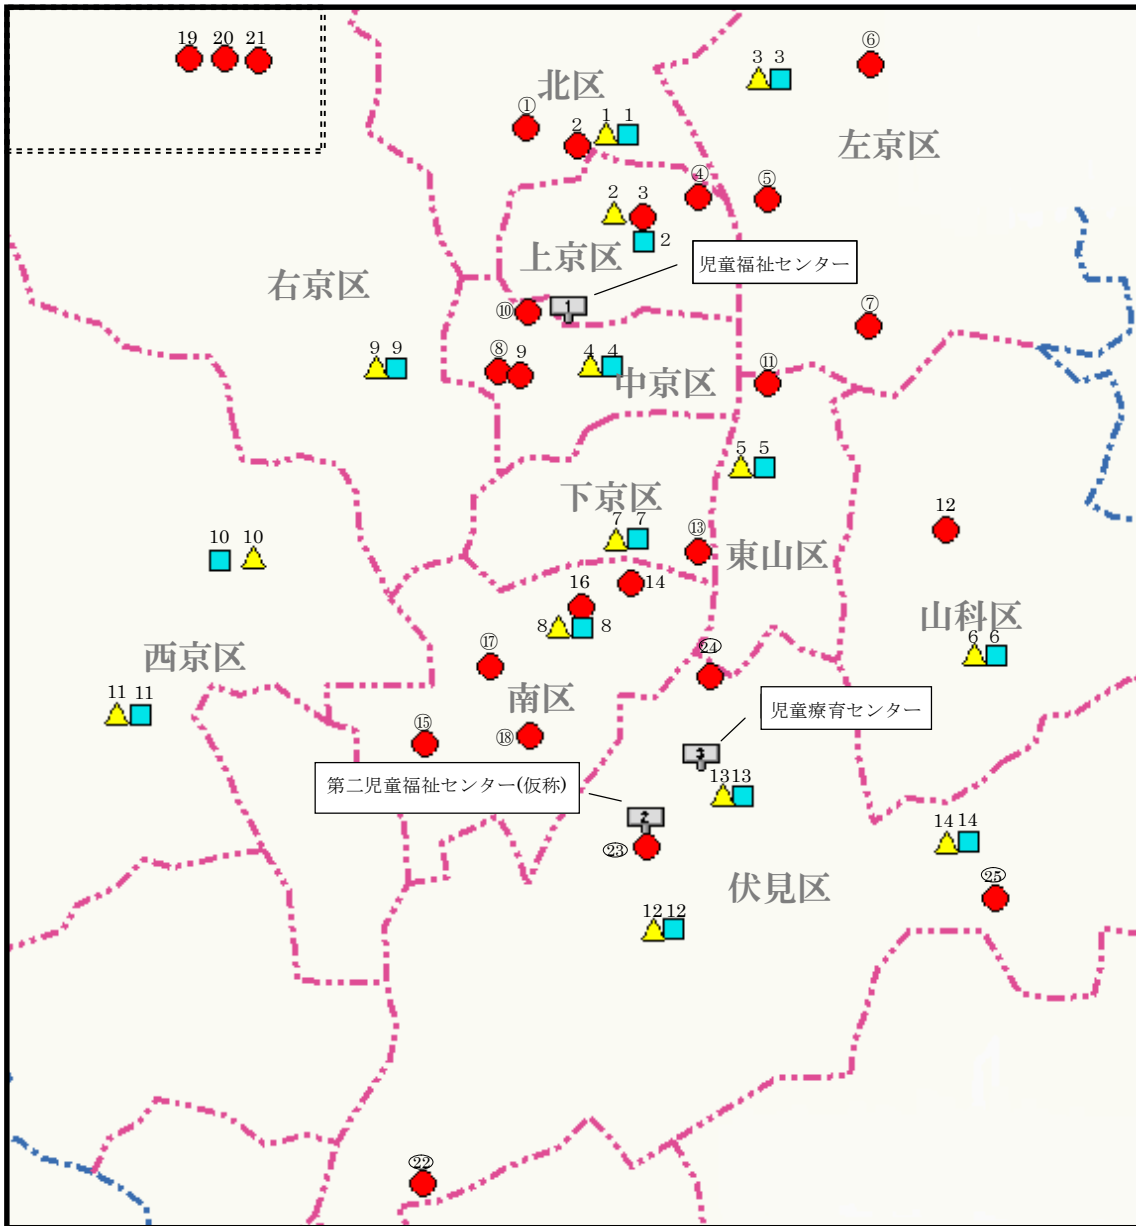 19 20 21
⑥
3 3
北区
①
2 1 1
左京区
④ ⑤
2 3
2
上京区
児童福祉センター
右京区
⑩ 1
⑦
9 9
⑧ 9
4 4
中京区
⑪
5 5
下京区
7 7
⑬
12
10 10
東山区
16 14
8 8
山科区
6 6
西京区
⑰
㉔
南区
11 11
⑮
⑱
児童療育センター
3
第二児童福祉センター(仮称)
13 13
2
㉓
14 14
伏見区
㉕
12 12
㉒